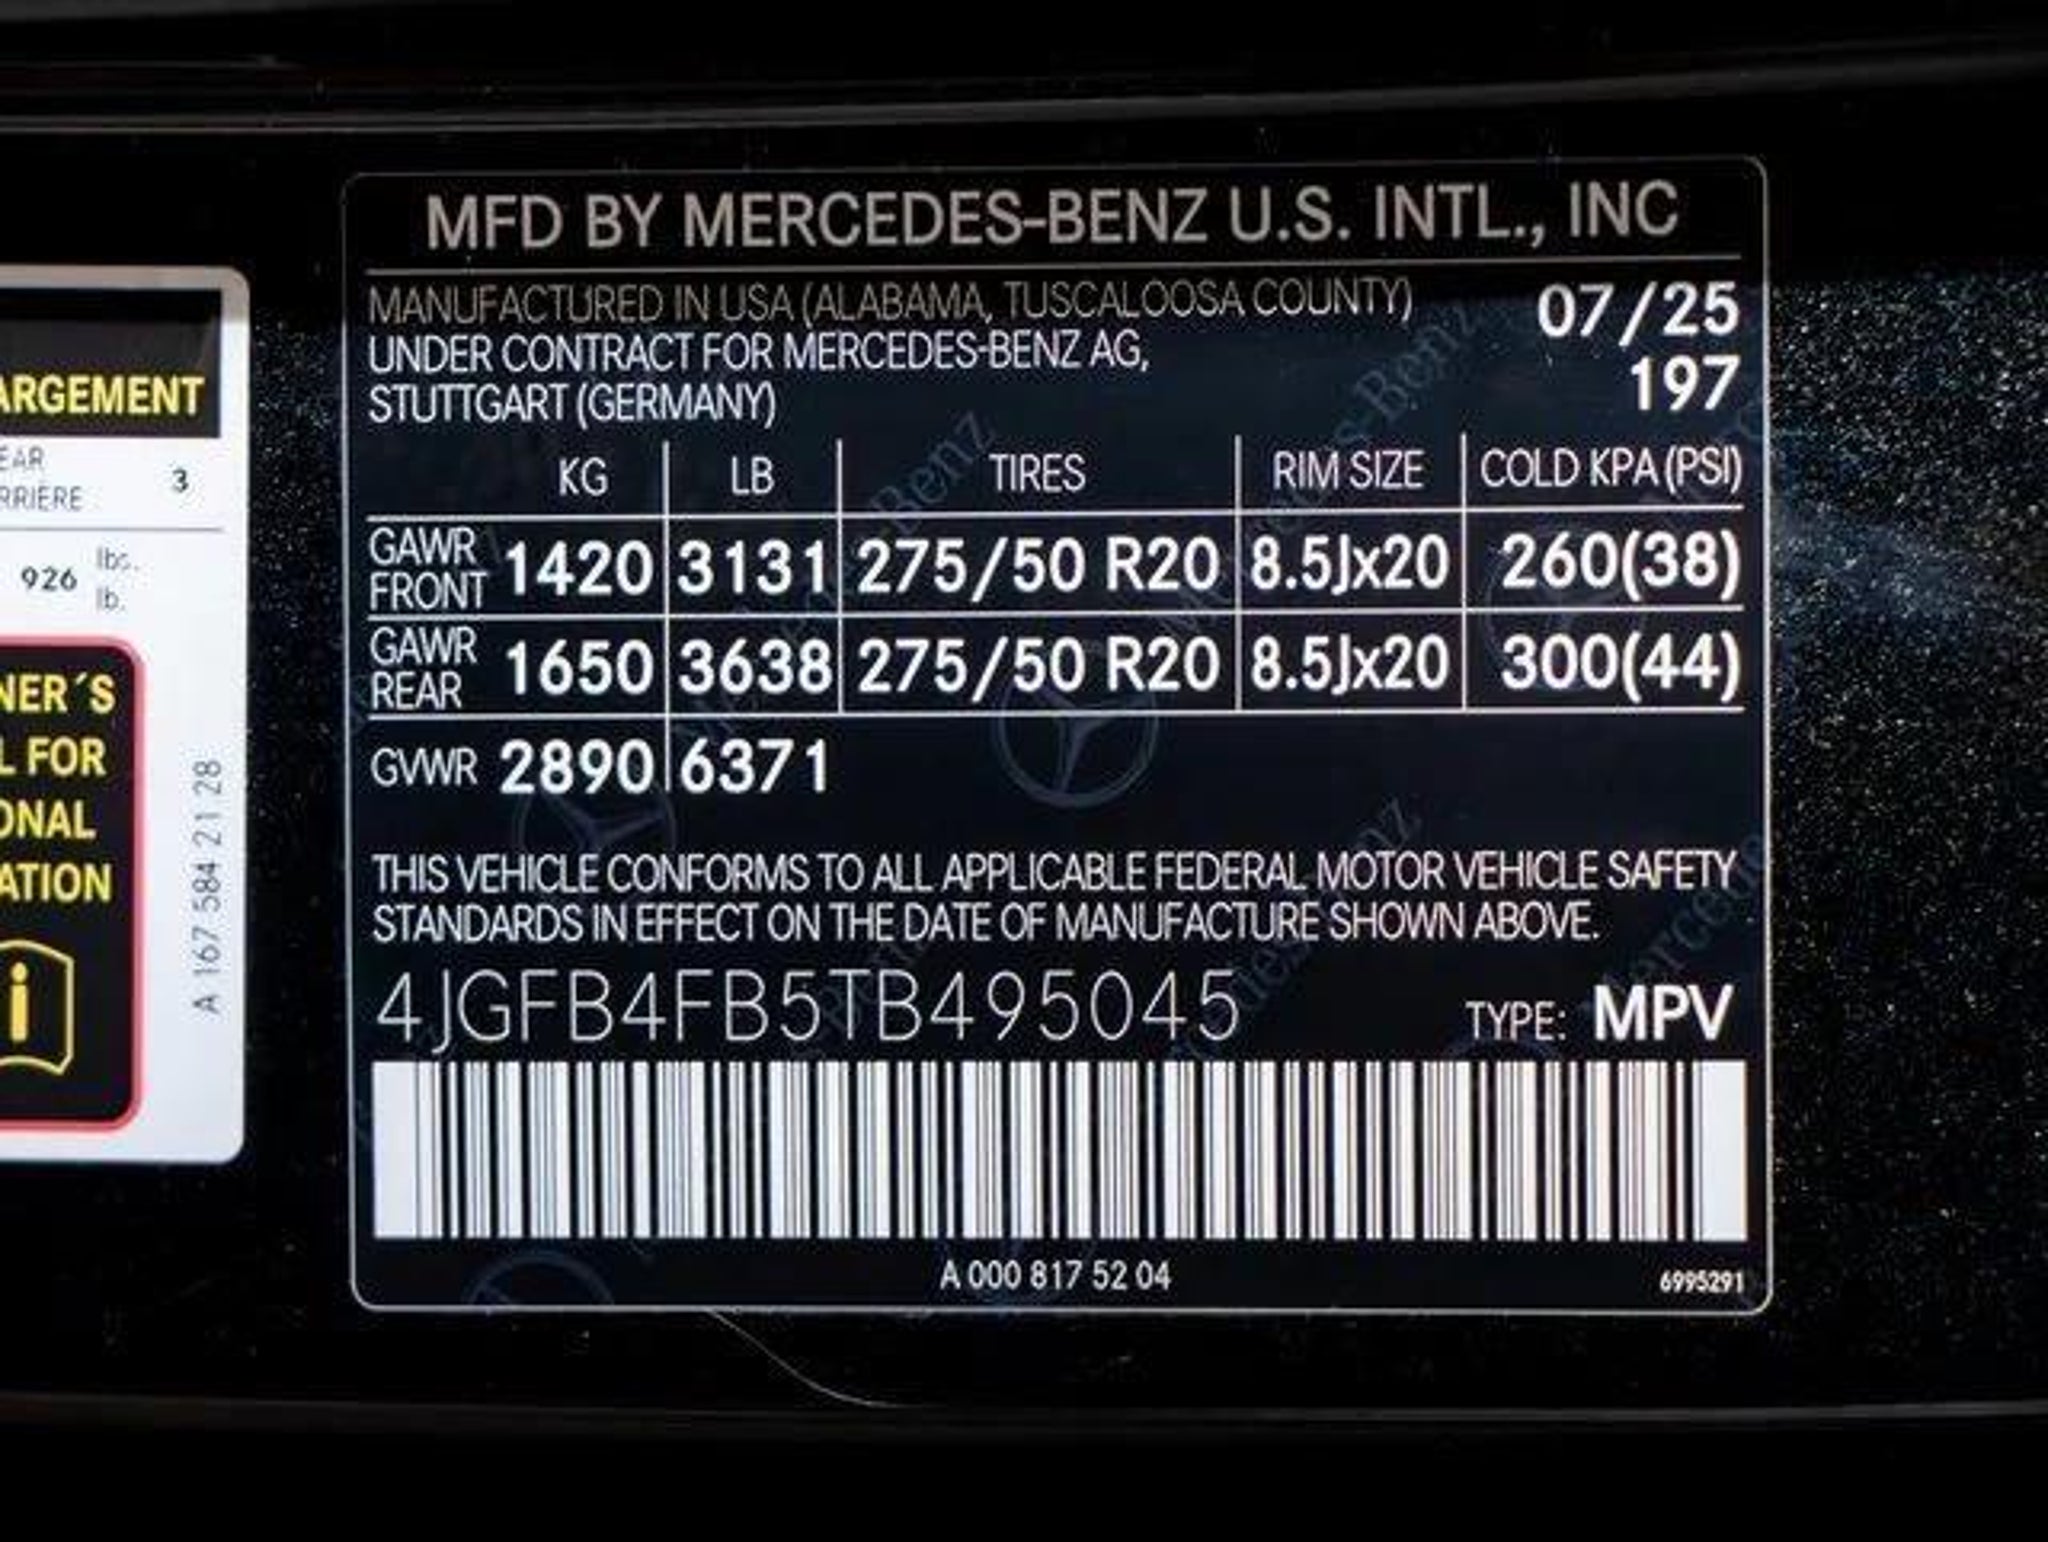 ARGEMENT
EAR
RRIÈRE
3
926 lbs.
lb.
NER´S
L FOR
ONAL
ATION
A 167 584 21 28
MFD BY MERCEDES-BENZ U.S. INTL., INC
MANUFACTURED IN USA (ALABAMA, TUSCALOOSA COUNTY) 07/25
UNDER CONTRACT FOR MERCEDES-BENZ AG, 197
STUTTGART (GERMANY)
KG LB TIRES RIM SIZE COLD KPA (PSI)
GAWR FRONT 1420 3131 275/50 R20 8.5Jx20 260(38)
GAWR REAR 1650 3638 275/50 R20 8.5Jx20 300(44)
GVWR 2890 6371
THIS VEHICLE CONFORMS TO ALL APPLICABLE FEDERAL MOTOR VEHICLE SAFETY
STANDARDS IN EFFECT ON THE DATE OF MANUFACTURE SHOWN ABOVE.
4JGFB4FB5TB495045 TYPE: MPV
A 000 817 52 04 6995291